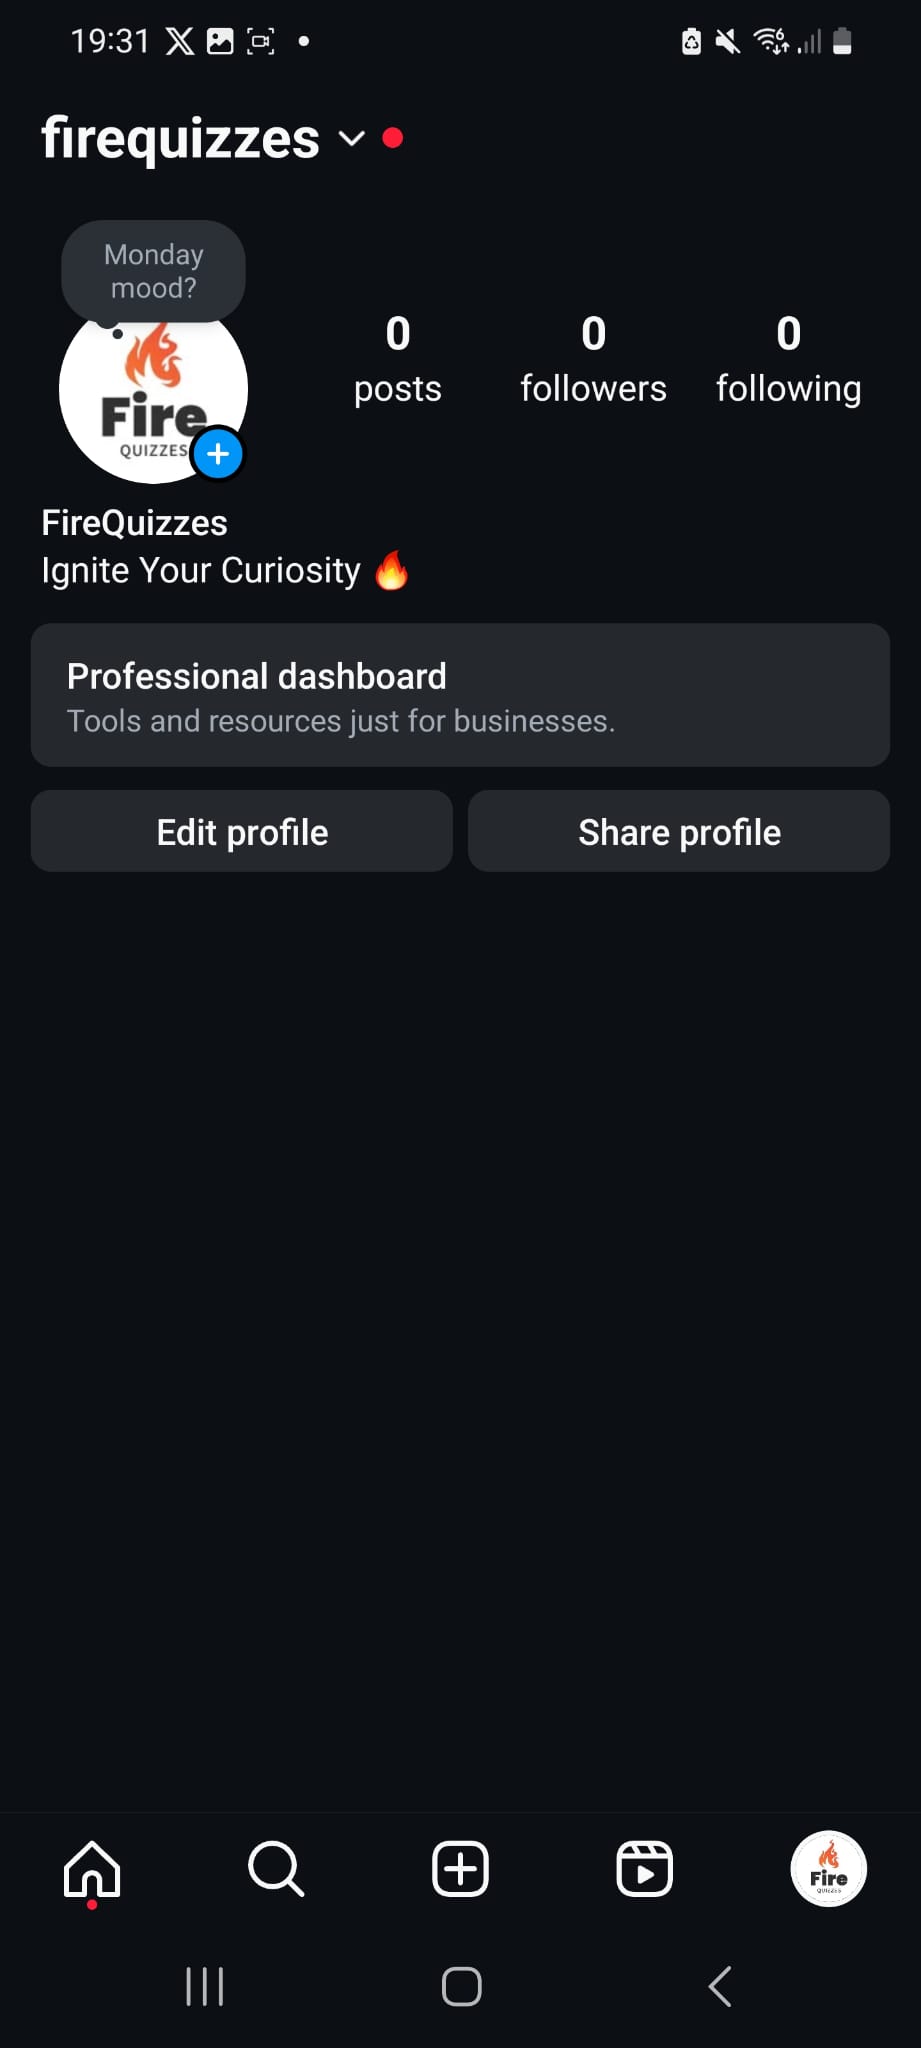 19:31
firequizzes
Monday
mood?
0
posts
0
followers
0
following
Fire
QUIZZES
FireQuizzes
Ignite Your Curiosity 🔥
Professional dashboard
Tools and resources just for businesses.
Edit profile
Share profile
Fire
QUIZZES